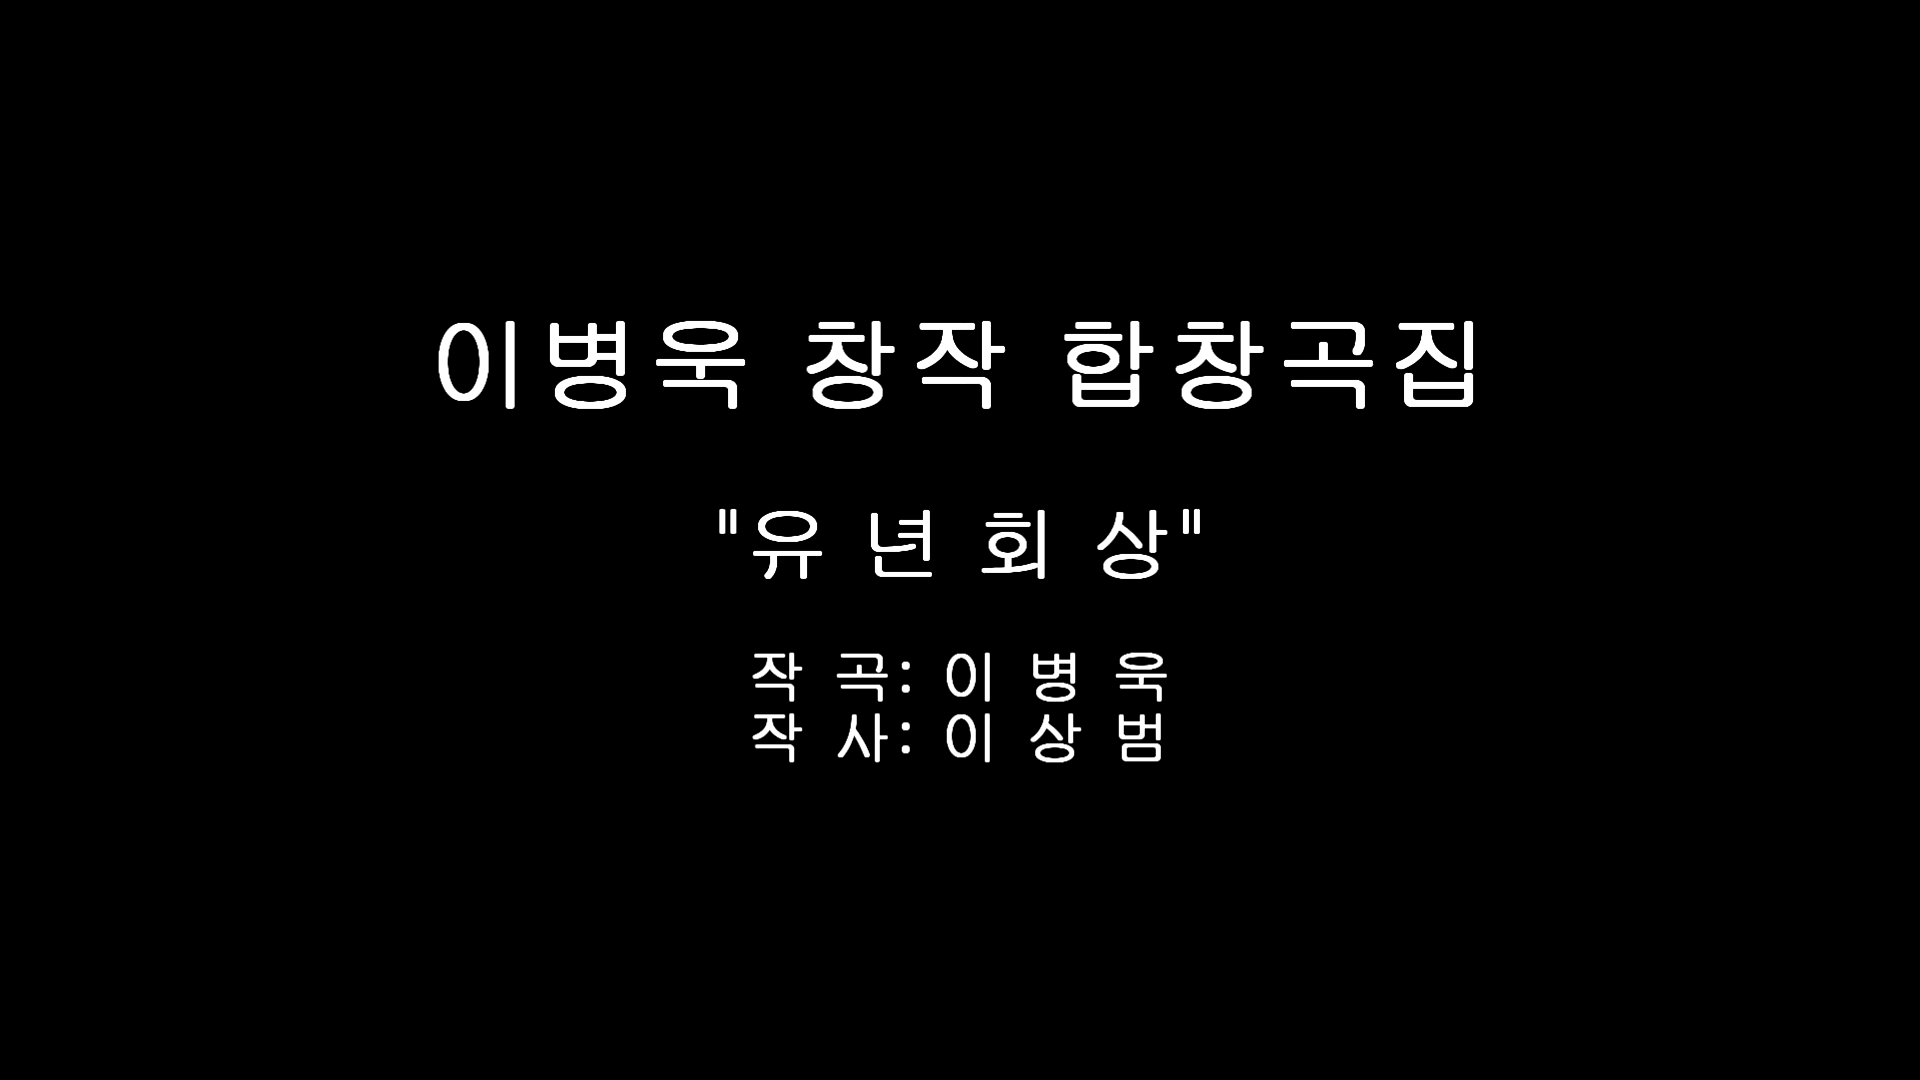 이병욱 창작 합창곡집
"유 년 회 상"
작 곡: 이 병 욱
작 사: 이 상 범